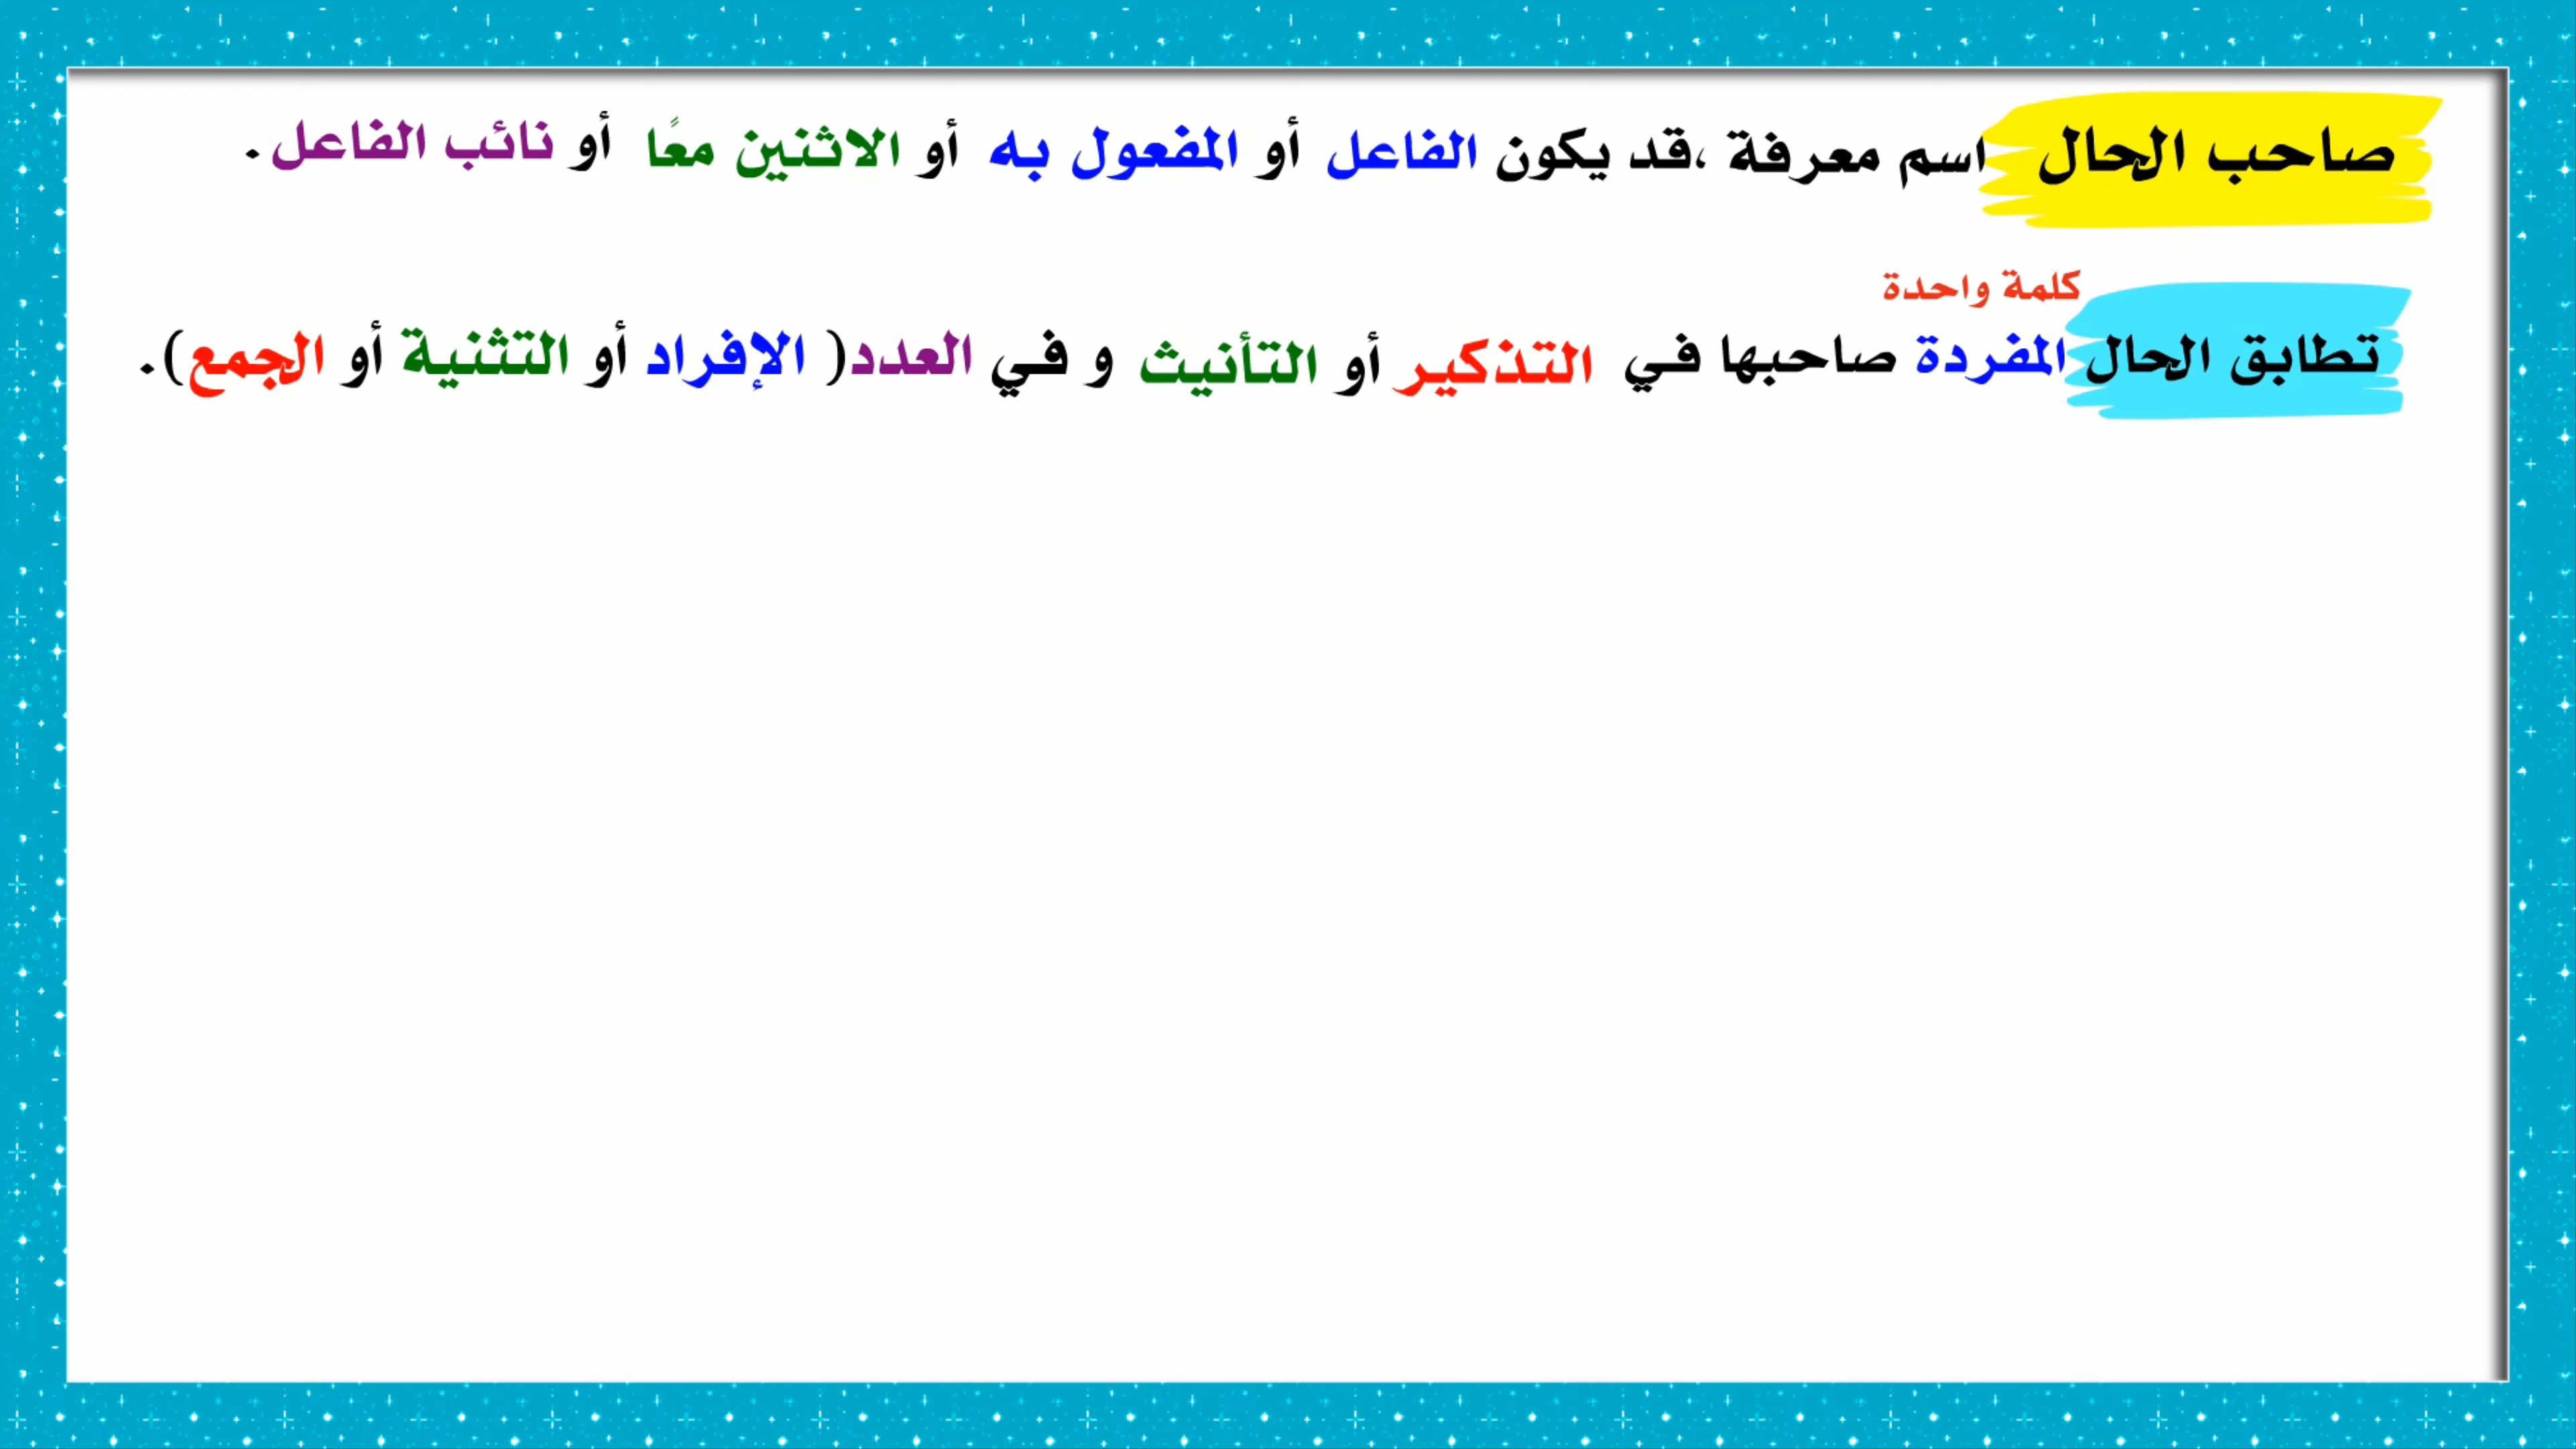 صاحب الحال اسم معرفة ،قد يكون الفاعل أو المفعول به أو الاثنين معًا أو نائب الفاعل .
كلمة واحدة
تطابق الحال المفردة صاحبها في التذكير أو التأنيث و في العدد( الإفراد أو التثنية أو الجمع).